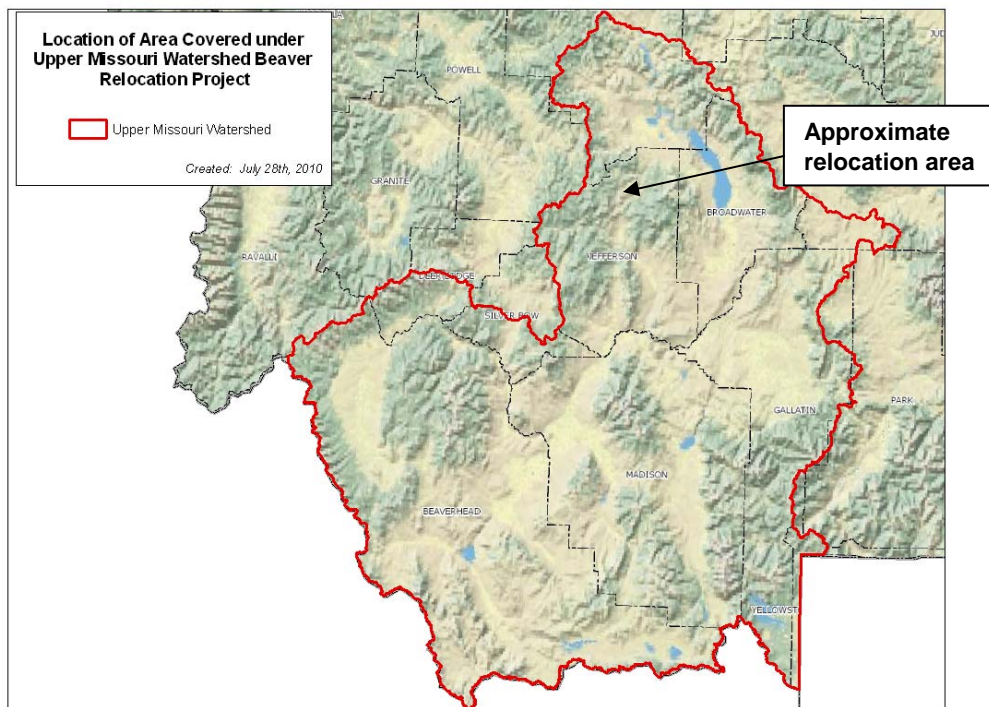 Location of Area Covered under
Upper Missouri Watershed Beaver
Relocation Project
Upper Missouri Watershed
Created: July 28th, 2010
Approximate
relocation area
POWELL
GRANITE
RAVALLI
BROADWATER
JEFFERSON
SILVER BOW
GALLATIN
PARK
MADISON
BEAVERHEAD
YELLOWST